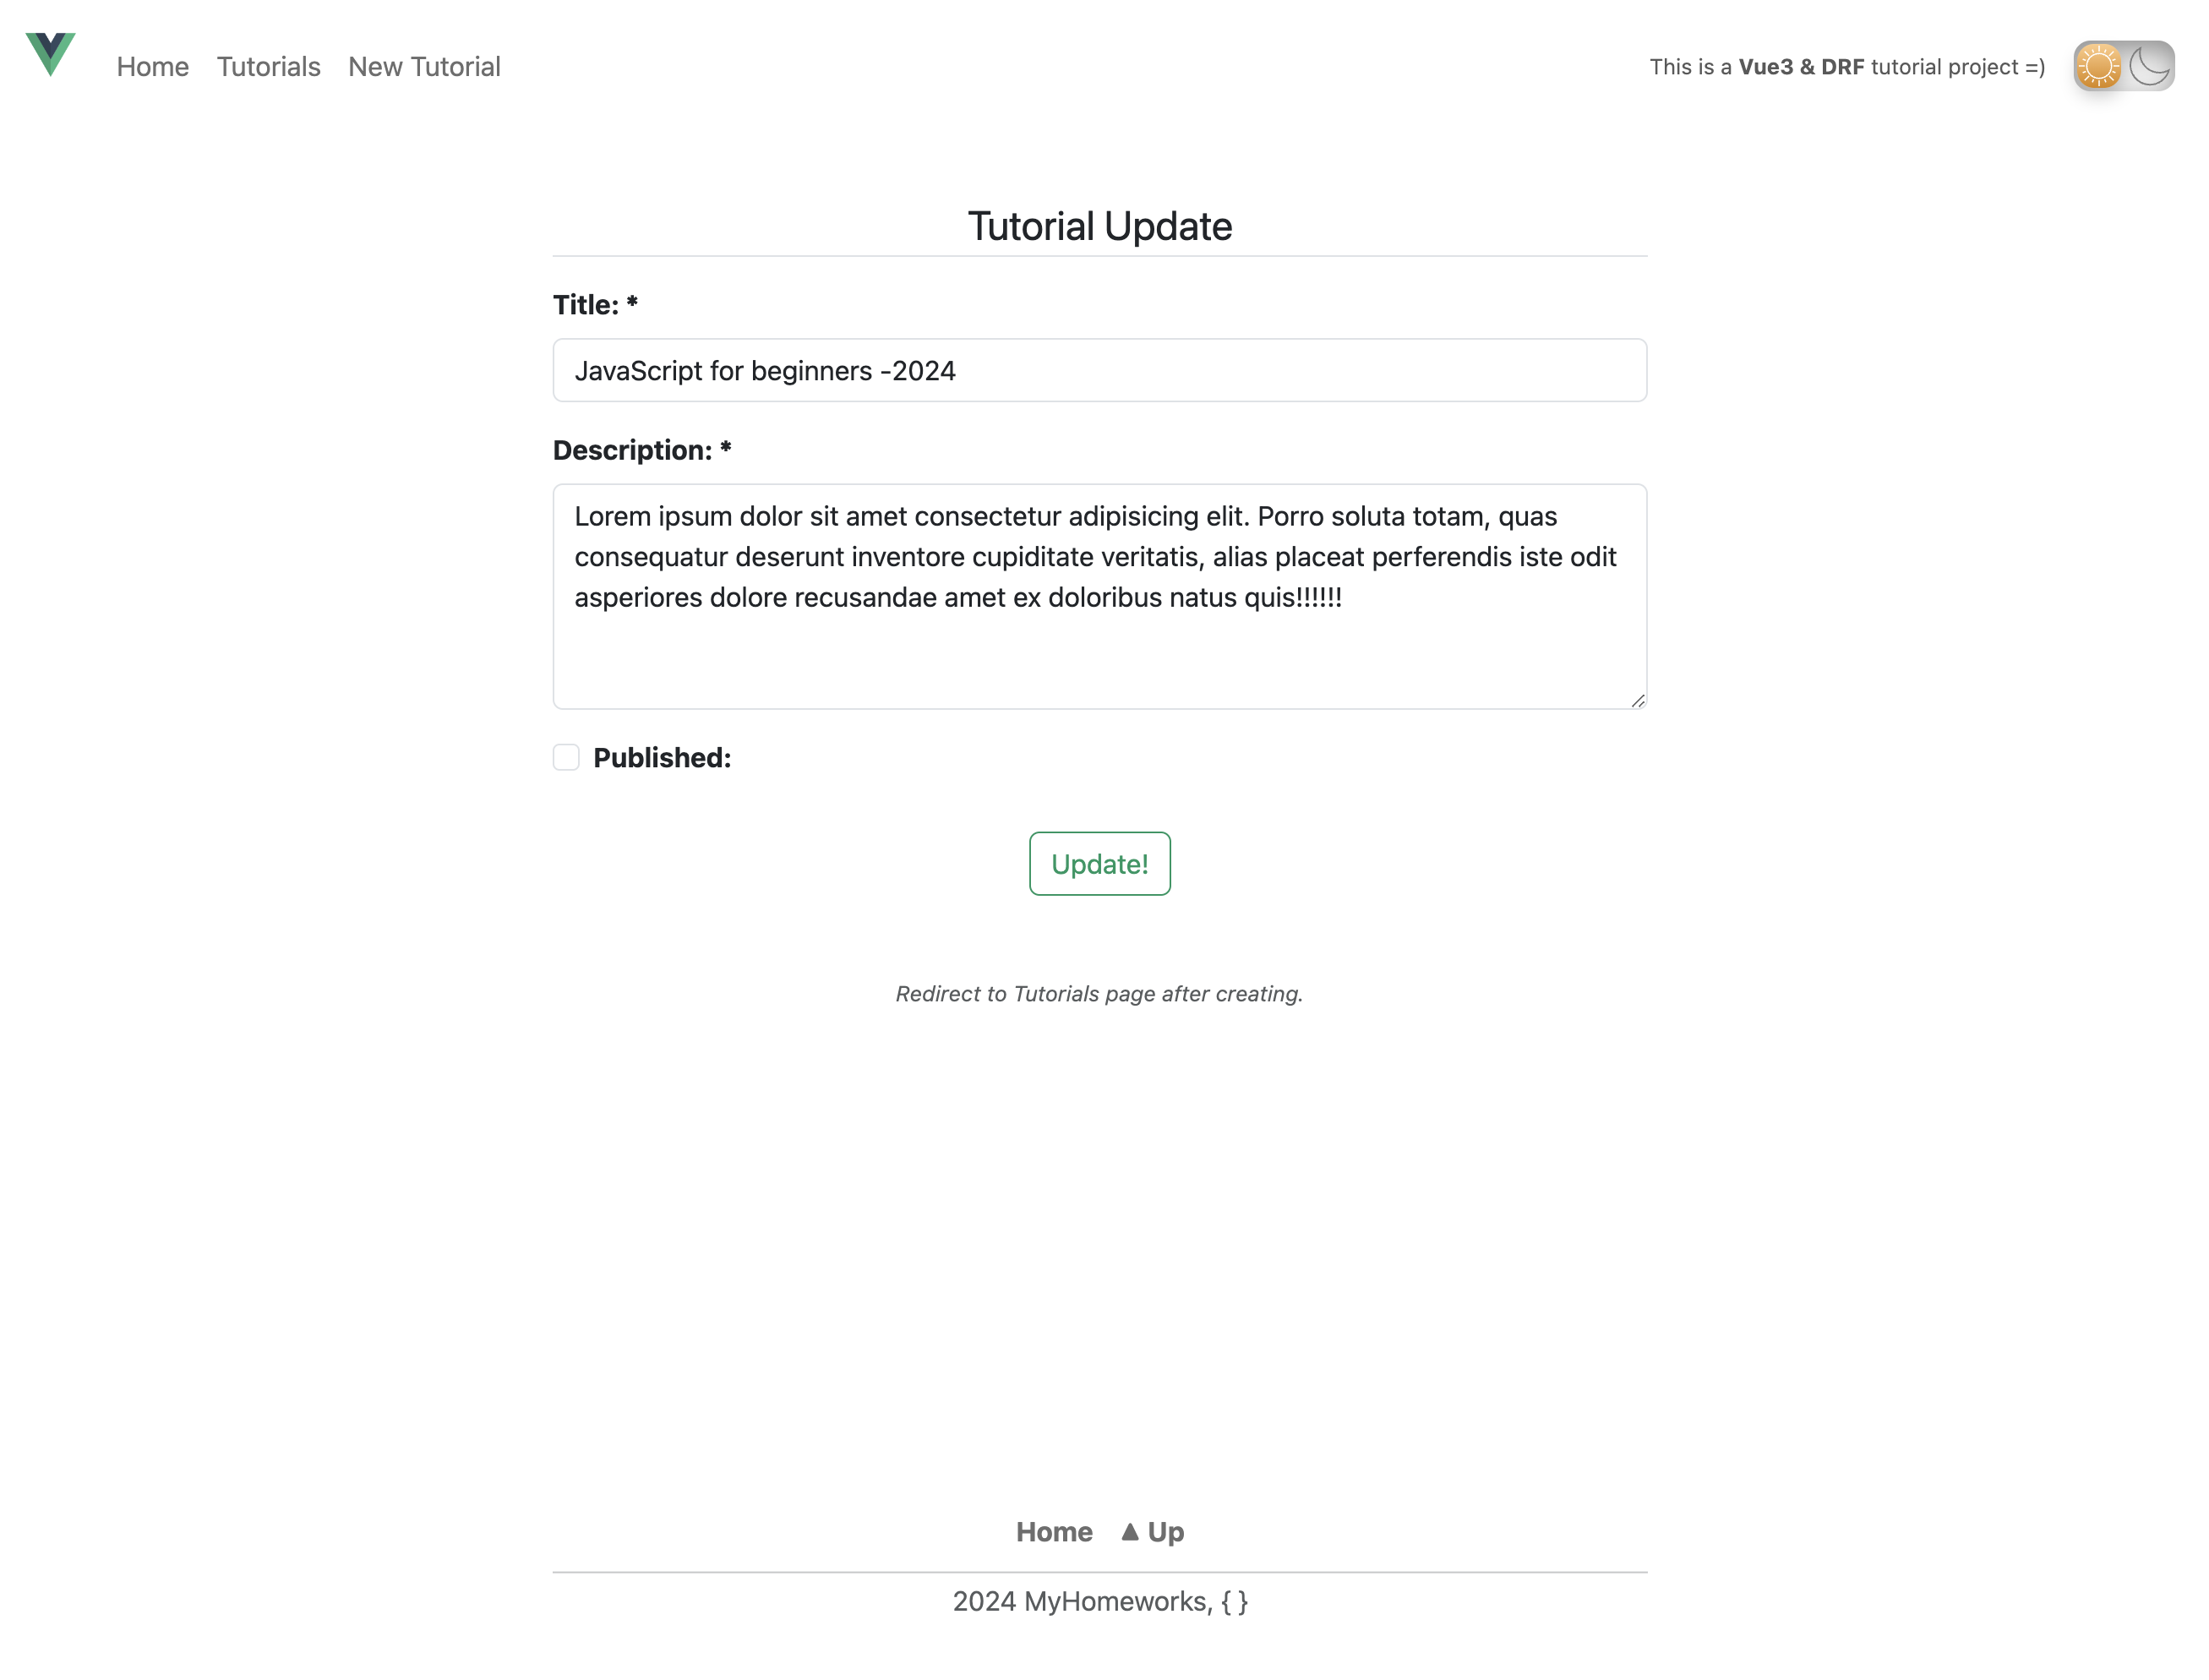 Home Tutorials New Tutorial This is a Vue3 & DRF tutorial project =)
Tutorial Update
Title: *
JavaScript for beginners -2024
Description: *
Lorem ipsum dolor sit amet consectetur adipisicing elit. Porro soluta totam, quas
consequatur deserunt inventore cupiditate veritatis, alias placeat perferendis iste odit
asperiores dolore recusandae amet ex doloribus natus quis!!!!!!
Published:
Update!
Redirect to Tutorials page after creating.
Home ▲ Up
2024 MyHomeworks, { }